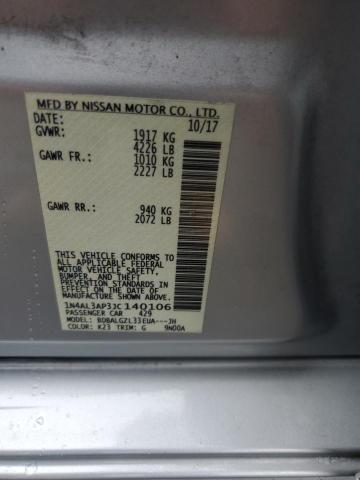 MFD BY NISSAN MOTOR CO., LTD.
DATE: 10/17
GVWR: 1917 KG
4226 LB
GAWR FR.: 1010 KG
2227 LB
GAWR RR.: 940 KG
2072 LB
THIS VEHICLE CONFORMS TO
ALL APPLICABLE FEDERAL
MOTOR VEHICLE SAFETY,
BUMPER, AND THEFT
PREVENTION STANDARDS IN
EFFECT ON THE DATE OF
MANUFACTURE SHOWN ABOVE.
1N4AL3AP3JC140106
PASSENGER CAR 429
MODEL: BDBALGZL33EUA---JH
COLOR: K23 TRIM: G 9N00A